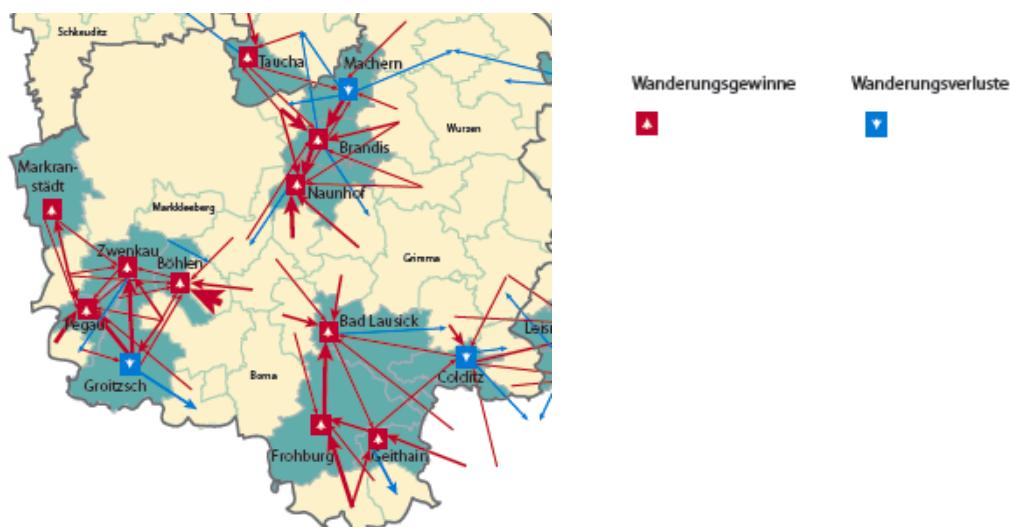 Schkeuditz
Taucha
Machern
Wurzen
Brandis
Markran-
städt
Naunhof
Markkleeberg
Zwenkau
Böhlen
Grimma
Pegau
Bad Lausick
Leisn
Groitzsch
Borna
Colditz
Frohburg
Geithain
Wanderungsgewinne
Wanderungsverluste